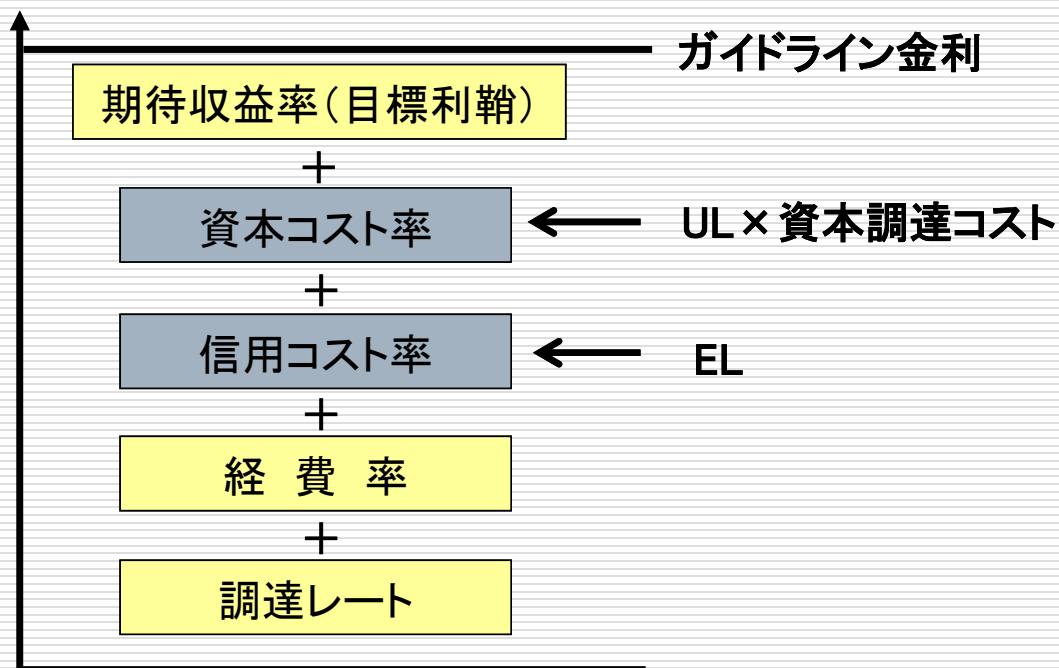 ガイドライン金利
期待収益率(目標利鞘)
+
資本コスト率
UL×資本調達コスト
+
信用コスト率
EL
+
経 費 率
+
調達レート